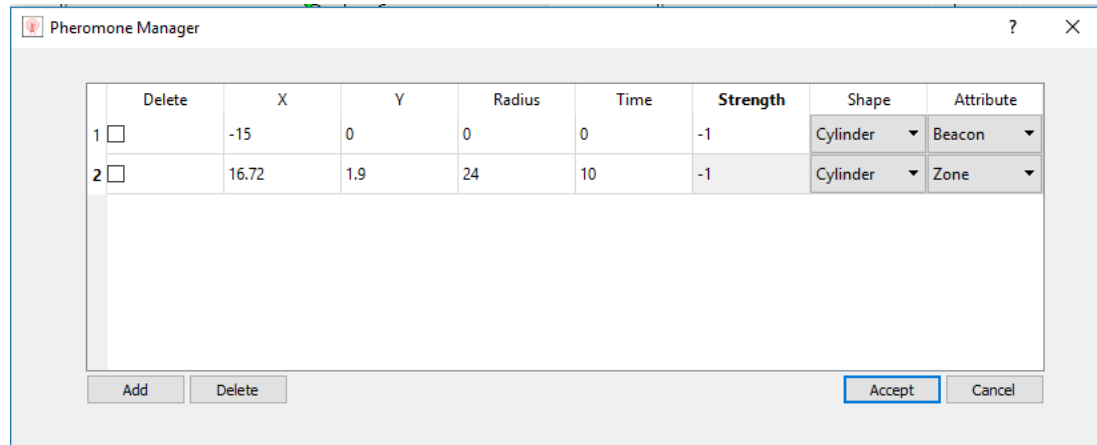 Pheromone Manager ?
Delete X Y Radius Time Strength Shape Attribute
1 -15 0 0 0 -1 Cylinder Beacon
2 16.72 1.9 24 10 -1 Cylinder Zone
Add Delete Accept Cancel